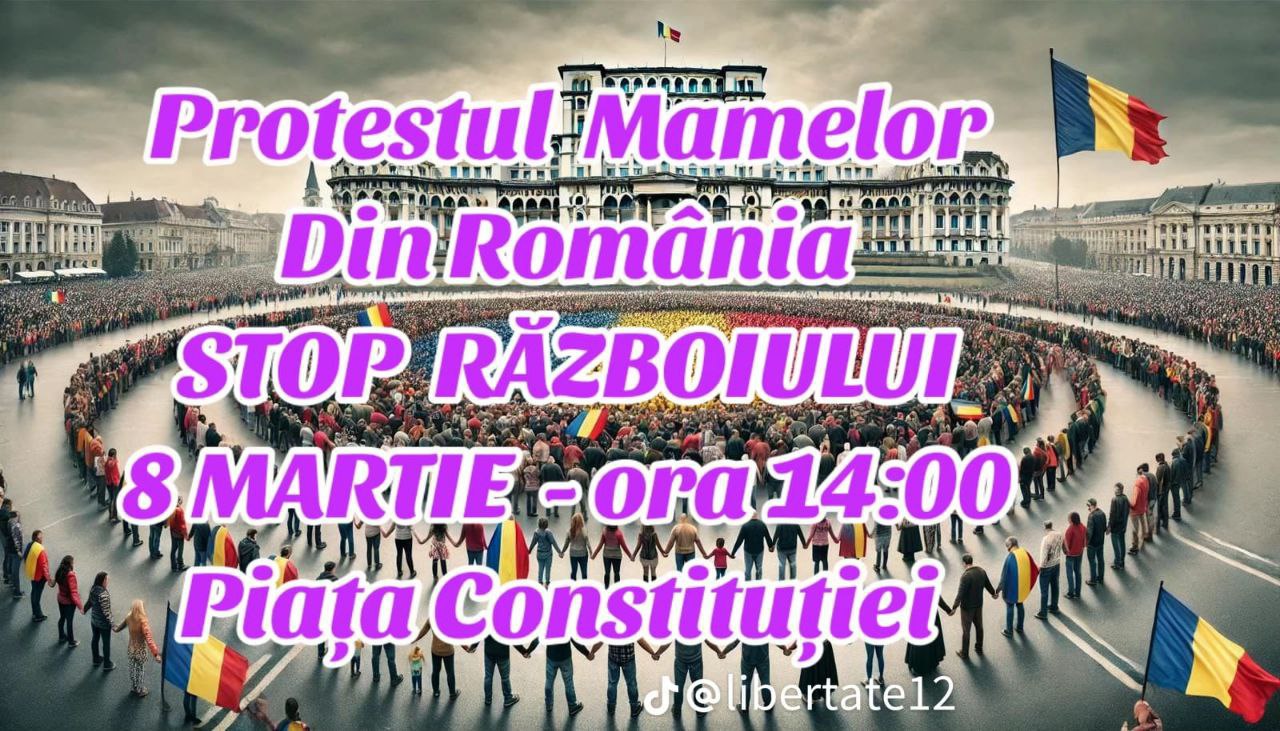 Protestul Mamelor
Din România
STOP RĂZBOIULUI
8 MARTIE - ora 14:00
Piața Constituției
@libertate12